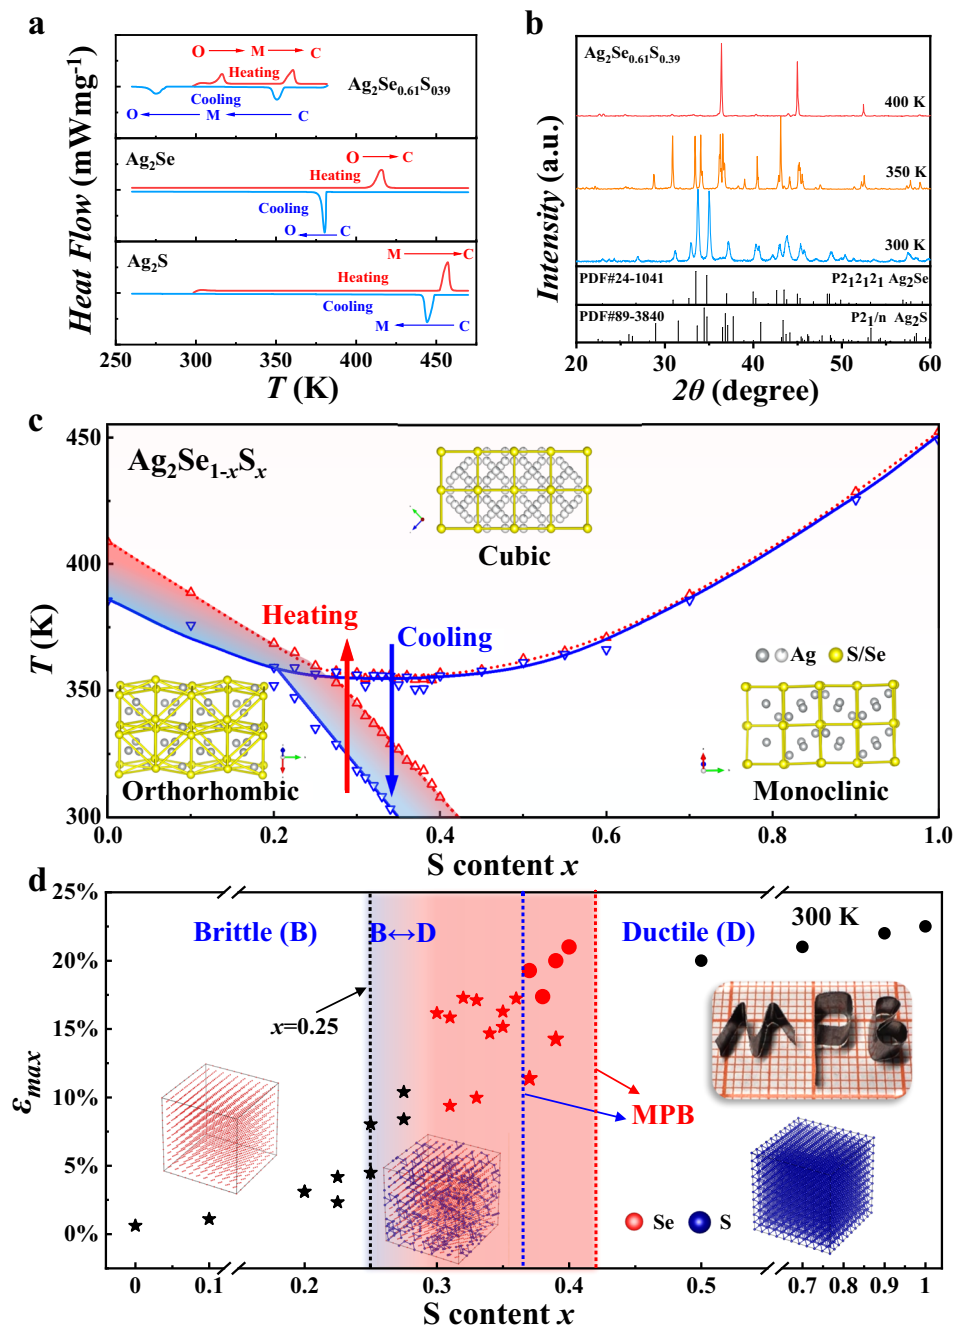 a
Heat Flow (mWmg-1)
O M C
Heating
Ag2Se0.61S039
Cooling
O M C
Ag2Se
O C
Heating
Cooling
O C
Ag2S
M C
Heating
Cooling
M C
250 300 350 400 450
T (K)
b
Intensity (a.u.)
Ag2Se0.61S0.39
400 K
350 K
300 K
PDF#24-1041 P212121 Ag2Se
PDF#89-3840 P21/n Ag2S
20 30 40 50 60
2θ (degree)
c
T (K)
450
400
350
300
Ag2Se1-xSx
Cubic
Heating
Cooling
Ag S/Se
Orthorhombic
Monoclinic
0.0 0.2 0.4 0.6 0.8 1.0
S content x
d
εmax
25%
20%
15%
10%
5%
0%
Brittle (B)
B↔D
Ductile (D)
300 K
x=0.25
MPB
MPB
Se S
0 0.1 0.2 0.3 0.4 0.5 0.7 0.8 0.9 1
S content x